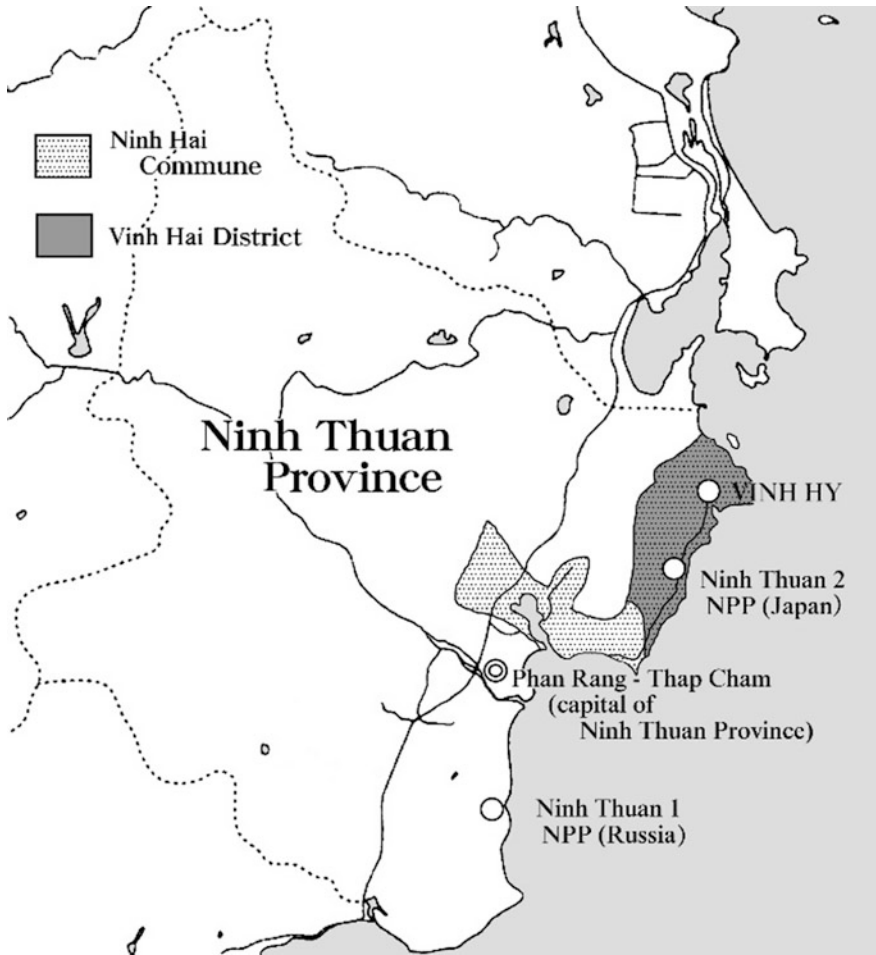 Ninh Hai
Commune
Vinh Hai District
Ninh Thuan
Province
VINH HY
Ninh Thuan 2
NPP (Japan)
Phan Rang - Thap Cham
(capital of
Ninh Thuan Province)
Ninh Thuan 1
NPP (Russia)